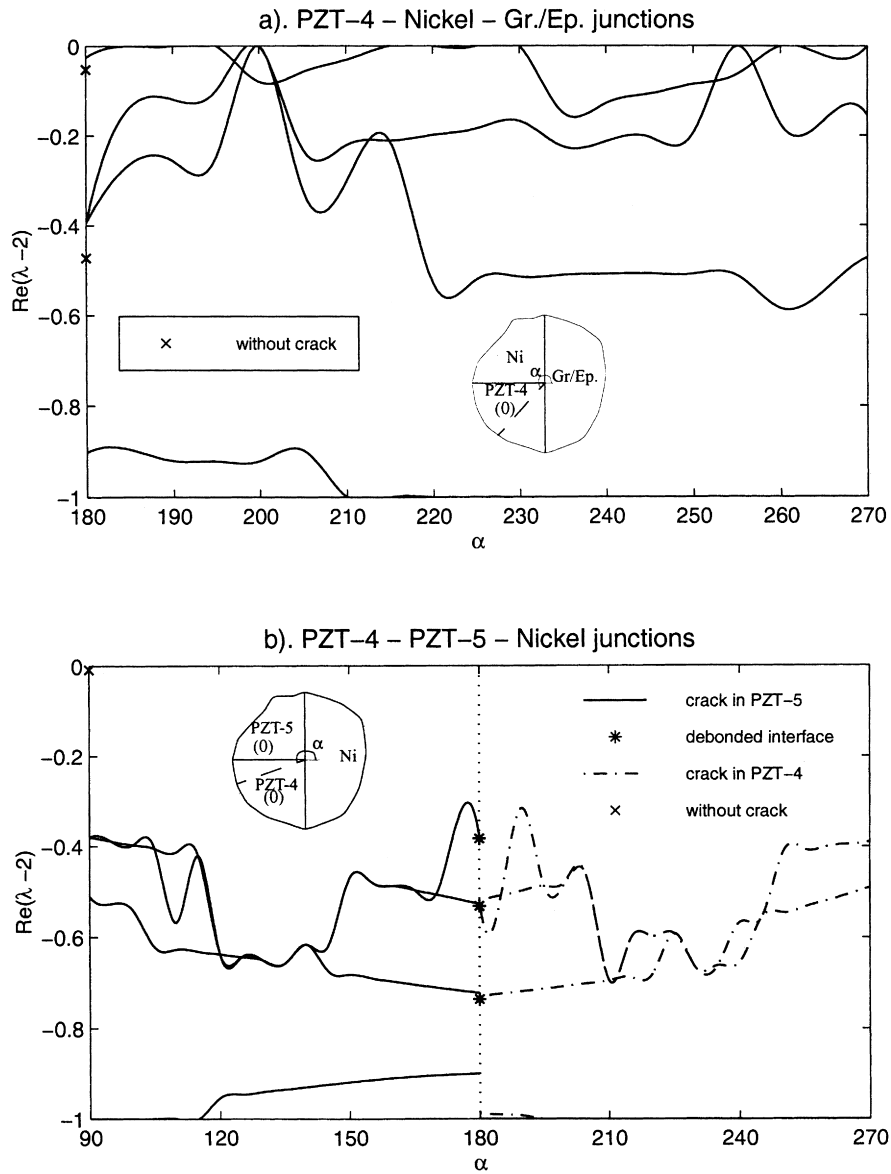 a). PZT−4 − Nickel − Gr./Ep. junctions
0
−0.2
−0.4
−0.6
−0.8
−1
Re(λ −2)
× without crack
Ni
α
Gr/Ep.
PZT-4
(0)
180 190 200 210 220 230 240 250 260 270
α
b). PZT−4 − PZT−5 − Nickel junctions
0
−0.2
−0.4
−0.6
−0.8
−1
Re(λ −2)
PZT-5
(0)
α
Ni
PZT-4
(0)
crack in PZT−5
debonded interface
crack in PZT−4
without crack
90 120 150 180 210 240 270
α